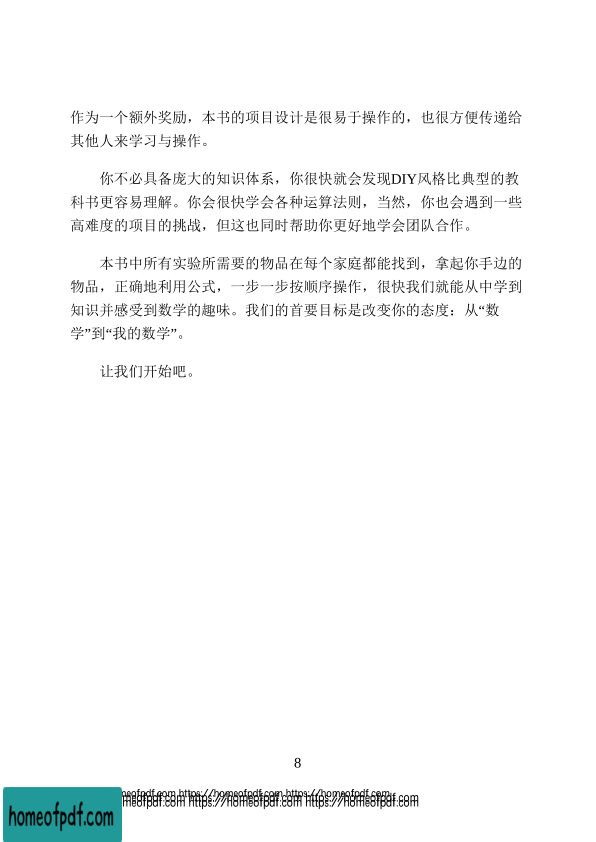 作为一个额外奖励，本书的项目设计是很易于操作的，也很方便传递给
其他人来学习与操作。
你不必具备庞大的知识体系，你很快就会发现DIY风格比典型的教
科书更容易理解。你会很快学会各种运算法则，当然，你也会遇到一些
高难度的项目的挑战，但这也同时帮助你更好地学会团队合作。
本书中所有实验所需要的物品在每个家庭都能找到，拿起你手边的
物品，正确地利用公式，一步一步按顺序操作，很快我们就能从中学到
知识并感受到数学的趣味。我们的首要目标是改变你的态度：从“数
学”到“我的数学”。
让我们开始吧。
8
meofpdf.com https://homeofpdf.com https://homeofpdf.com
meofpdf.com https://homeofpdf.com https://homeofpdf.com
homeofpdf.com